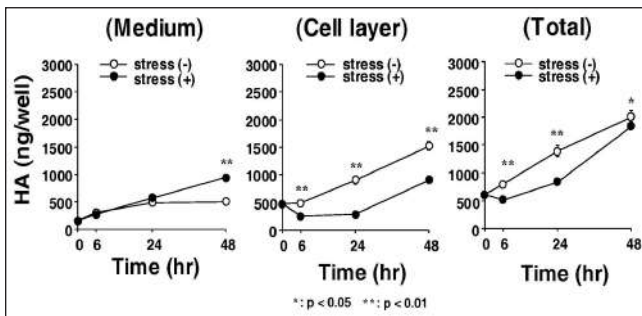 (Medium) (Cell layer) (Total)
HA (ng/well)
3000
2500
2000
1500
1000
500
0
stress (-)
stress (+)
**
0 6 24 48
Time (hr)
3000
2500
2000
1500
1000
500
0
stress (-)
stress (+)
** ** **
0 6 24 48
Time (hr)
3000
2500
2000
1500
1000
500
0
stress (-)
stress (+)
** ** *
0 6 24 48
Time (hr)
*: p < 0.05 **: p < 0.01